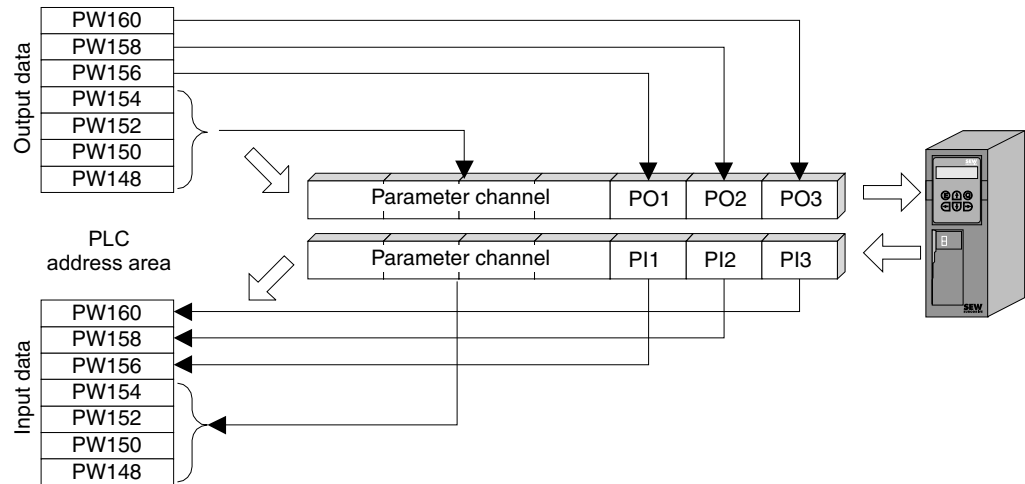 Output data
PW160
PW158
PW156
PW154
PW152
PW150
PW148
Parameter channel
PO1
PO2
PO3
PLC
address area
Parameter channel
PI1
PI2
PI3
Input data
PW160
PW158
PW156
PW154
PW152
PW150
PW148
SEW